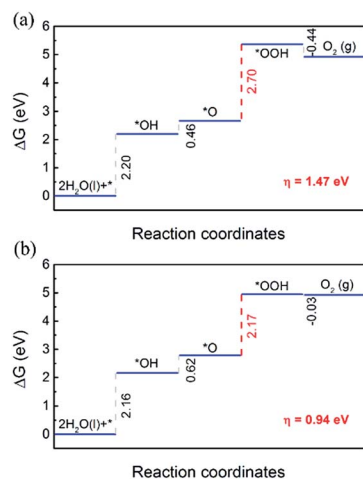 (a)
6
5
4
3
2
1
0
ΔG (eV)
2H₂O(l)+*
2.20
*OH
0.46
*O
2.70
*OOH
-0.44
O₂ (g)
η = 1.47 eV
Reaction coordinates
(b)
6
5
4
3
2
1
0
ΔG (eV)
2H₂O(l)+*
2.16
*OH
0.62
*O
2.17
*OOH
-0.03
O₂ (g)
η = 0.94 eV
Reaction coordinates